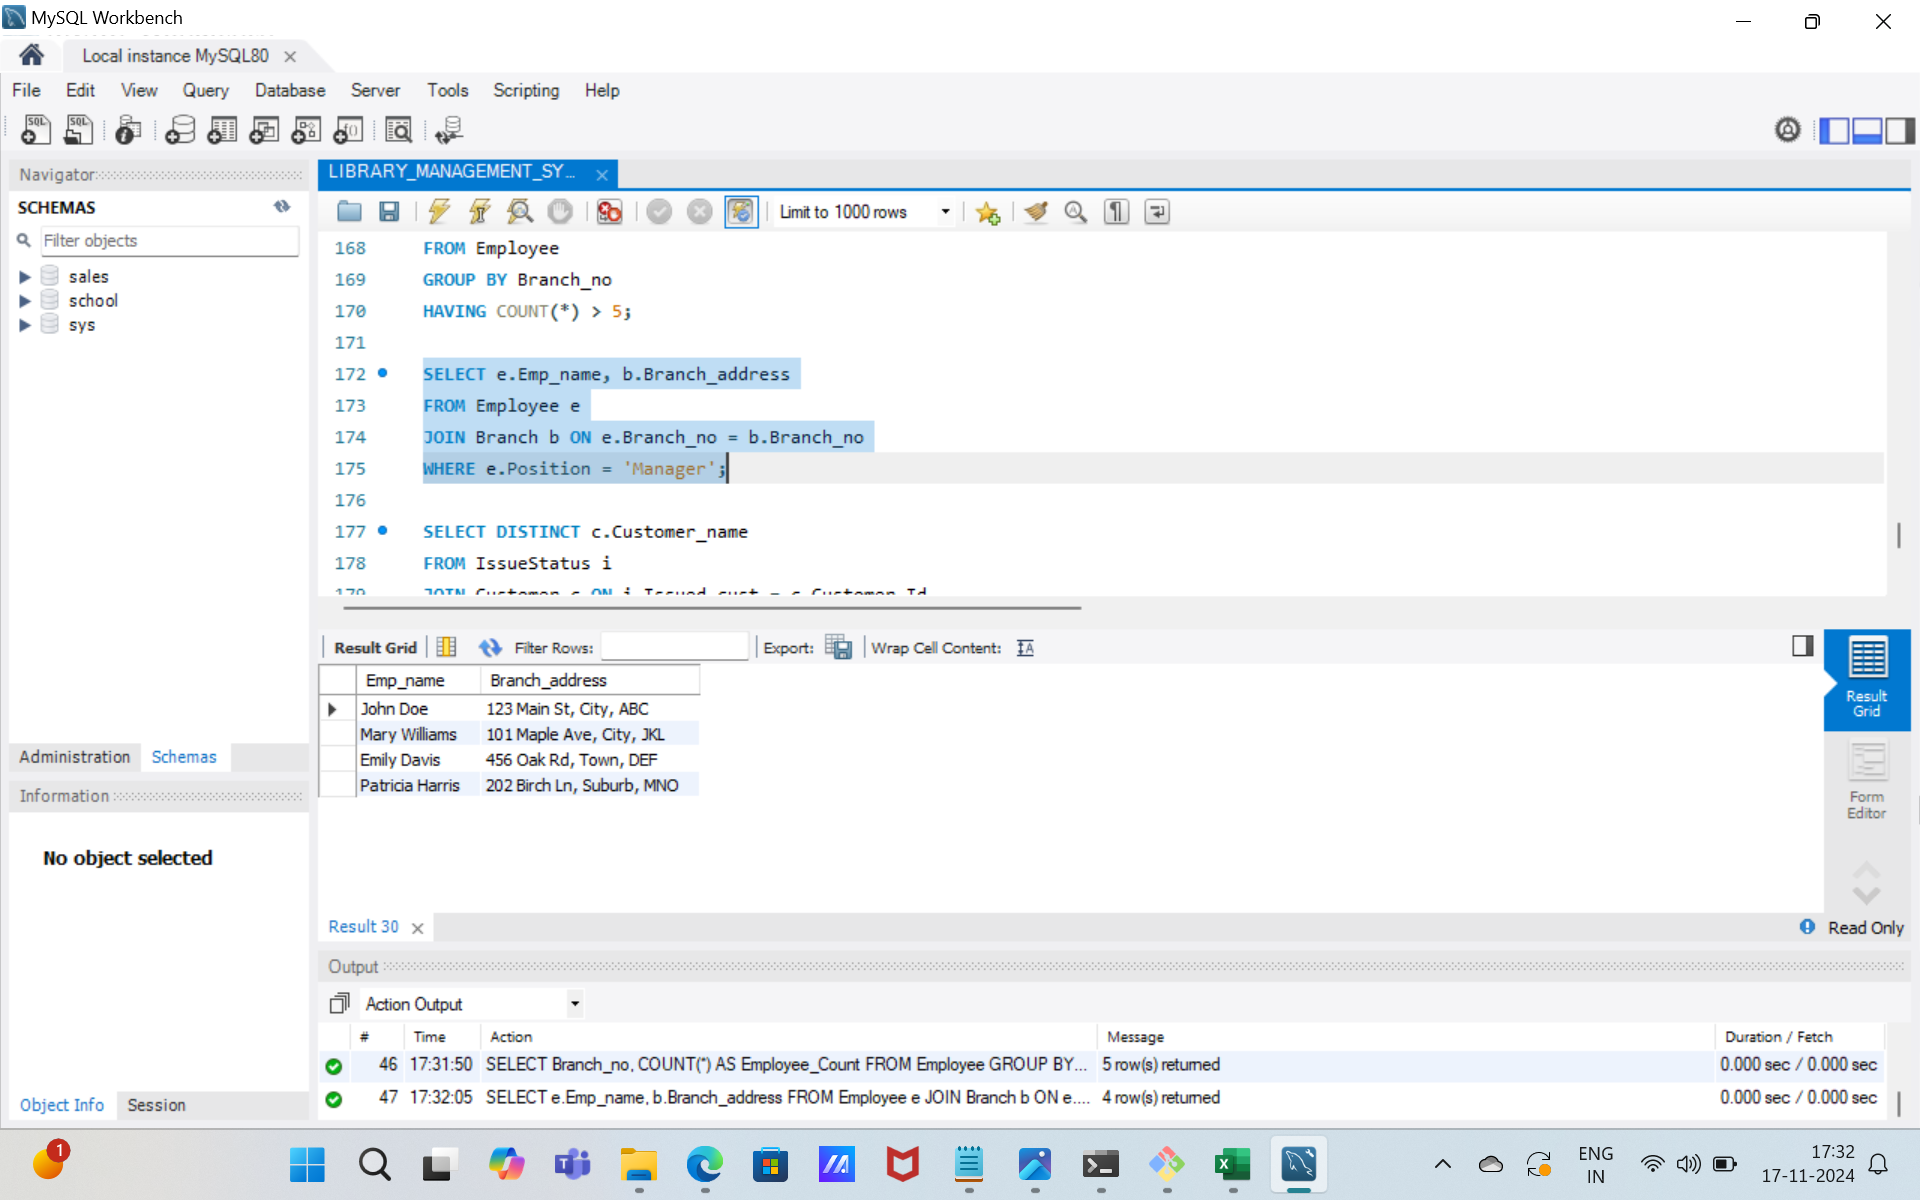 MySQL Workbench
Local instance MySQL80
File Edit View Query Database Server Tools Scripting Help
Navigator
SCHEMAS
Filter objects
sales
school
sys
Administration Schemas
Information
No object selected
Object Info Session
LIBRARY_MANAGEMENT_SY...
Limit to 1000 rows
168 FROM Employee
169 GROUP BY Branch_no
170 HAVING COUNT(*) > 5;
171
172 SELECT e.Emp_name, b.Branch_address
173 FROM Employee e
174 JOIN Branch b ON e.Branch_no = b.Branch_no
175 WHERE e.Position = 'Manager';
176
177 SELECT DISTINCT c.Customer_name
178 FROM IssueStatus i
179 JOIN Customer c ON i.Issued_cust = c.Customer_Id
Result Grid Filter Rows: Export: Wrap Cell Content:
Emp_name Branch_address
John Doe 123 Main St, City, ABC
Mary Williams 101 Maple Ave, City, JKL
Emily Davis 456 Oak Rd, Town, DEF
Patricia Harris 202 Birch Ln, Suburb, MNO
Result
Grid
Form
Editor
Result 30
Read Only
Output
Action Output
# Time Action Message Duration / Fetch
46 17:31:50 SELECT Branch_no, COUNT(*) AS Employee_Count FROM Employee GROUP BY... 5 row(s) returned 0.000 sec / 0.000 sec
47 17:32:05 SELECT e.Emp_name, b.Branch_address FROM Employee e JOIN Branch b ON e.... 4 row(s) returned 0.000 sec / 0.000 sec
1
ENG
IN
17:32
17-11-2024